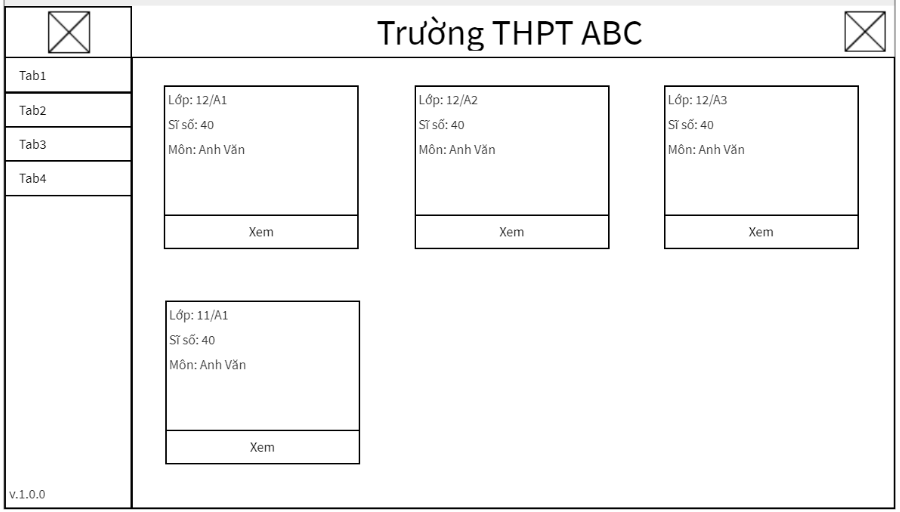 Trường THPT ABC
Tab1
Tab2
Tab3
Tab4
v.1.0.0
Lớp: 12/A1
Sĩ số: 40
Môn: Anh Văn
Xem
Lớp: 12/A2
Sĩ số: 40
Môn: Anh Văn
Xem
Lớp: 12/A3
Sĩ số: 40
Môn: Anh Văn
Xem
Lớp: 11/A1
Sĩ số: 40
Môn: Anh Văn
Xem